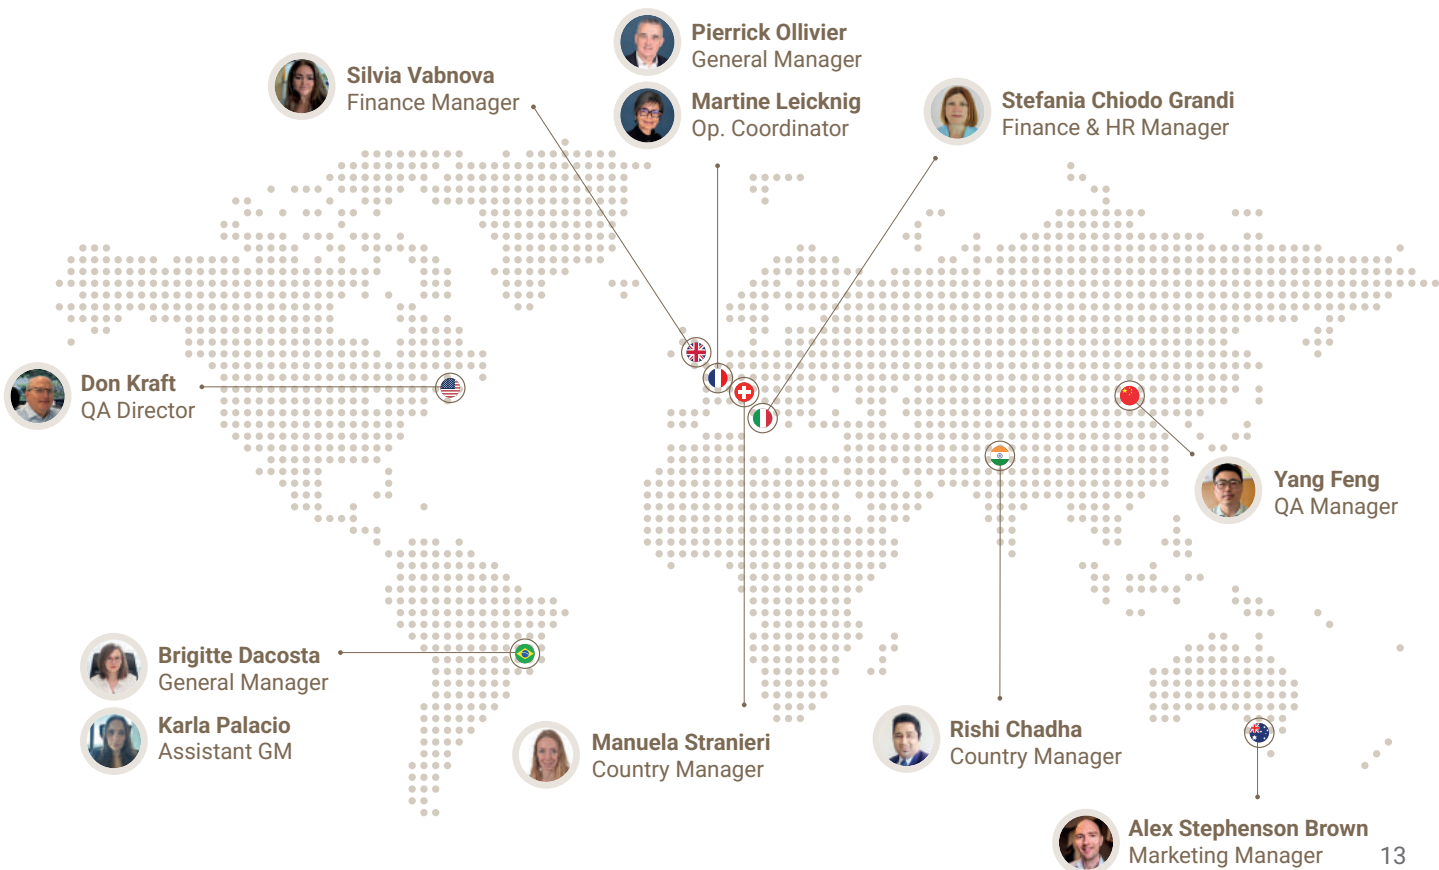 Pierrick Ollivier
General Manager
Martine Leicknig
Op. Coordinator
Silvia Vabnova
Finance Manager
Stefania Chiodo Grandi
Finance & HR Manager
Don Kraft
QA Director
Yang Feng
QA Manager
Brigitte Dacosta
General Manager
Karla Palacio
Assistant GM
Manuela Stranieri
Country Manager
Rishi Chadha
Country Manager
Alex Stephenson Brown
Marketing Manager
13